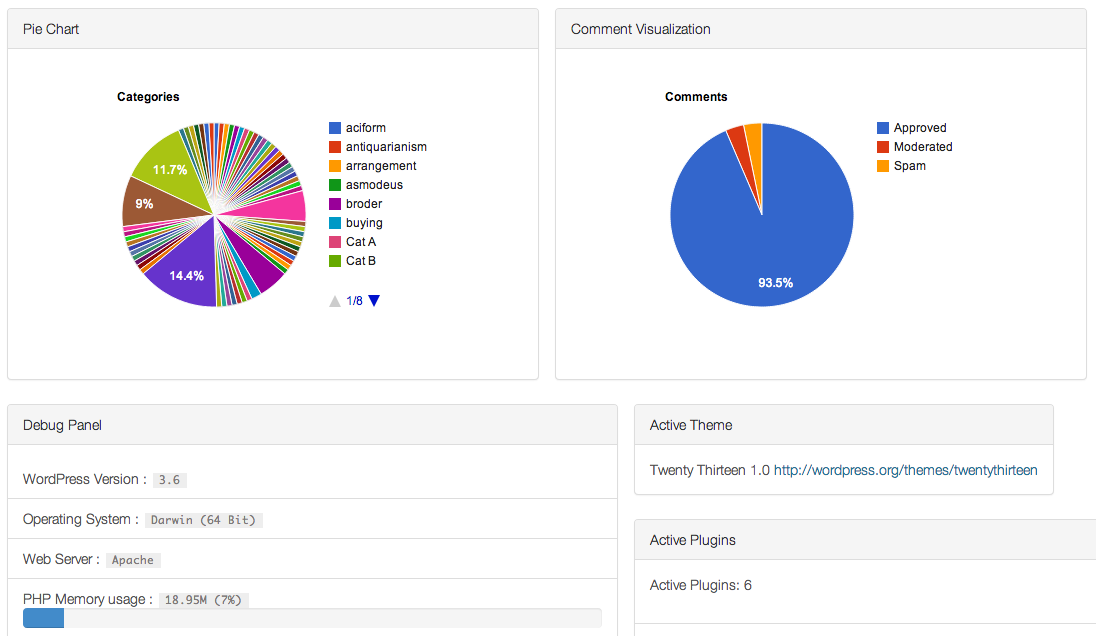 Pie Chart
Categories
11.7%
9%
14.4%
aciform
antiquarianism
arrangement
asmodeus
broder
buying
Cat A
Cat B
1/8
Comment Visualization
Comments
93.5%
Approved
Moderated
Spam
Debug Panel
WordPress Version : 3.6
Operating System : Darwin (64 Bit)
Web Server : Apache
PHP Memory usage : 18.95M (7%)
Active Theme
Twenty Thirteen 1.0 http://wordpress.org/themes/twentythirteen
Active Plugins
Active Plugins: 6